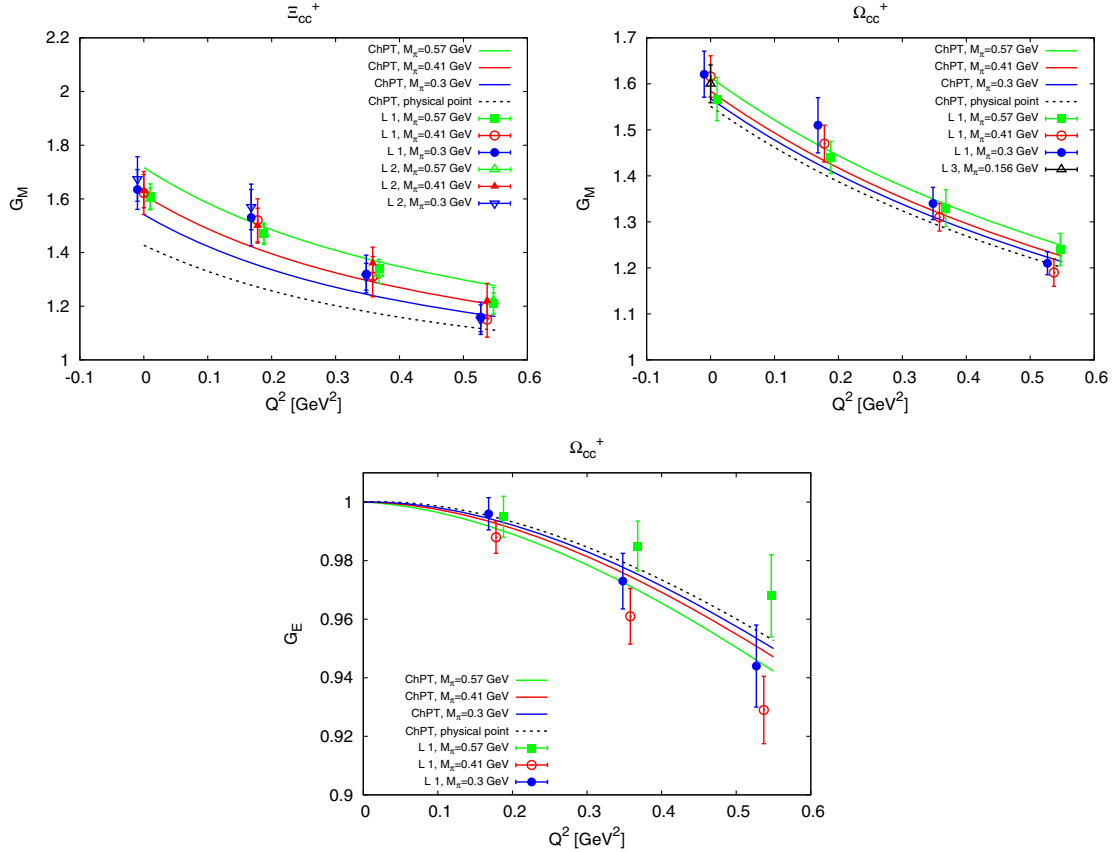 Ξcc+
GM
2.2
2
1.8
1.6
1.4
1.2
1
-0.1
0
0.1
0.2
0.3
0.4
0.5
0.6
Q2 [GeV2]
ChPT, Mπ=0.57 GeV
ChPT, Mπ=0.41 GeV
ChPT, Mπ=0.3 GeV
ChPT, physical point
L 1, Mπ=0.57 GeV
L 1, Mπ=0.41 GeV
L 1, Mπ=0.3 GeV
L 2, Mπ=0.57 GeV
L 2, Mπ=0.41 GeV
L 2, Mπ=0.3 GeV
Ωcc+
GM
1.7
1.6
1.5
1.4
1.3
1.2
1.1
1
-0.1
0
0.1
0.2
0.3
0.4
0.5
0.6
Q2 [GeV2]
ChPT, Mπ=0.57 GeV
ChPT, Mπ=0.41 GeV
ChPT, Mπ=0.3 GeV
ChPT, physical point
L 1, Mπ=0.57 GeV
L 1, Mπ=0.41 GeV
L 1, Mπ=0.3 GeV
L 3, Mπ=0.156 GeV
Ωcc+
GE
1
0.98
0.96
0.94
0.92
0.9
0
0.1
0.2
0.3
0.4
0.5
0.6
Q2 [GeV2]
ChPT, Mπ=0.57 GeV
ChPT, Mπ=0.41 GeV
ChPT, Mπ=0.3 GeV
ChPT, physical point
L 1, Mπ=0.57 GeV
L 1, Mπ=0.41 GeV
L 1, Mπ=0.3 GeV